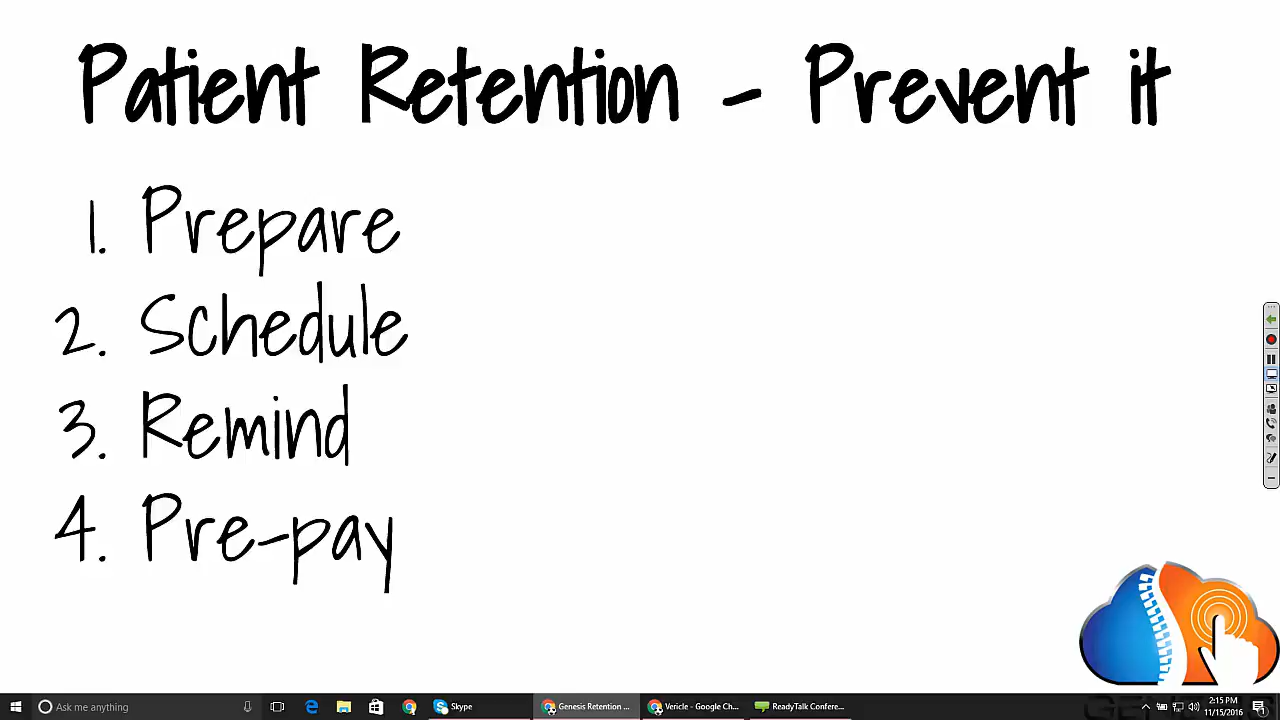 Patient Retention - Prevent it
1. Prepare
2. Schedule
3. Remind
4. Pre-pay
Ask me anything
Skype
Genesis Retention ...
Vericle - Google Ch...
ReadyTalk Confere...
2:15 PM
11/15/2016